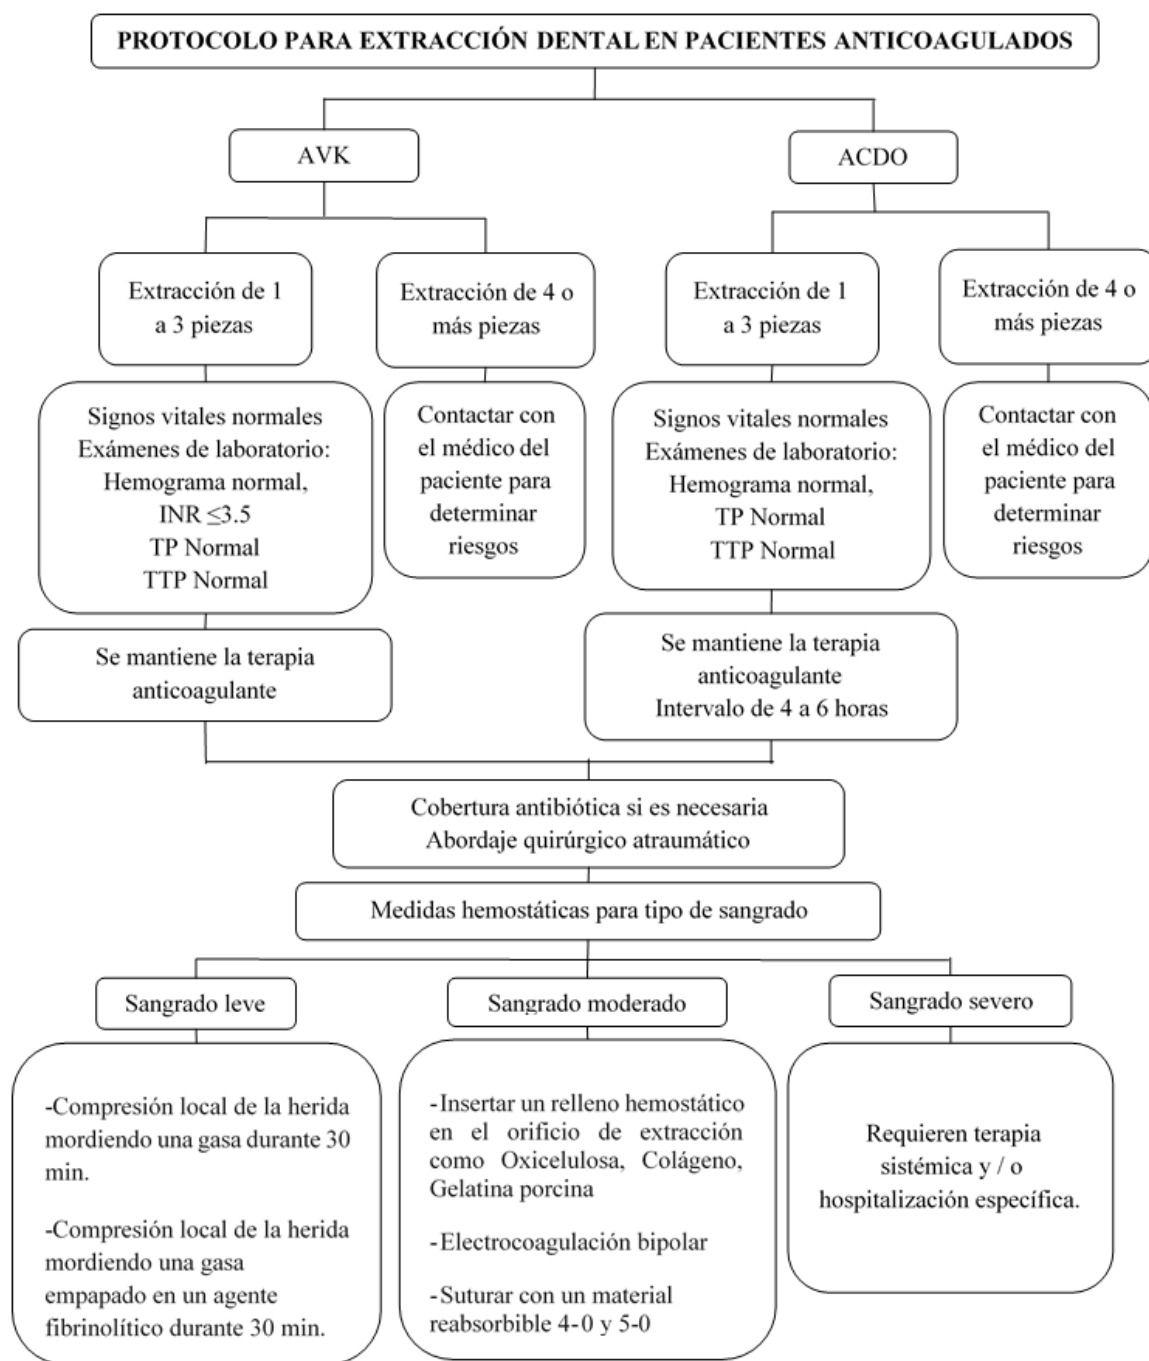 PROTOCOLO PARA EXTRACCIÓN DENTAL EN PACIENTES ANTICOAGULADOS
AVK
ACDO
Extracción de 1
a 3 piezas
Extracción de 4 o
más piezas
Extracción de 1
a 3 piezas
Extracción de 4 o
más piezas
Signos vitales normales
Exámenes de laboratorio:
Hemograma normal,
INR ≤3.5
TP Normal
TTP Normal
Contactar con
el médico del
paciente para
determinar
riesgos
Signos vitales normales
Exámenes de laboratorio:
Hemograma normal,
TP Normal
TTP Normal
Contactar con
el médico del
paciente para
determinar
riesgos
Se mantiene la terapia
anticoagulante
Se mantiene la terapia
anticoagulante
Intervalo de 4 a 6 horas
Cobertura antibiótica si es necesaria
Abordaje quirúrgico atraumático
Medidas hemostáticas para tipo de sangrado
Sangrado leve
Sangrado moderado
Sangrado severo
-Compresión local de la herida
mordiendo una gasa durante 30
min.
-Compresión local de la herida
mordiendo una gasa
empapado en un agente
fibrinolítico durante 30 min.
-Insertar un relleno hemostático
en el orificio de extracción
como Oxicelulosa, Colágeno,
Gelatina porcina
-Electrocoagulación bipolar
-Suturar con un material
reabsorbible 4-0 y 5-0
Requieren terapia
sistémica y / o
hospitalización específica.